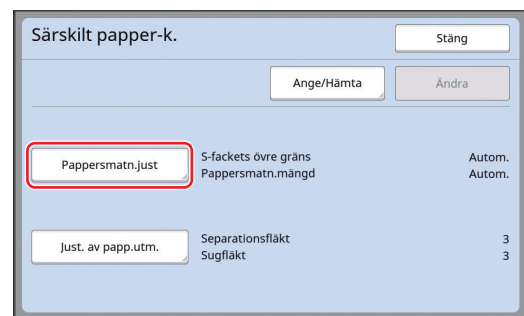 Särskilt papper-k.
Stäng
Ange/Hämta
Ändra
Pappersmatn.just
S-fackets övre gräns Autom.
Pappersmatn.mängd Autom.
Just. av papp.utm.
Separationsfläkt 3
Sugfläkt 3